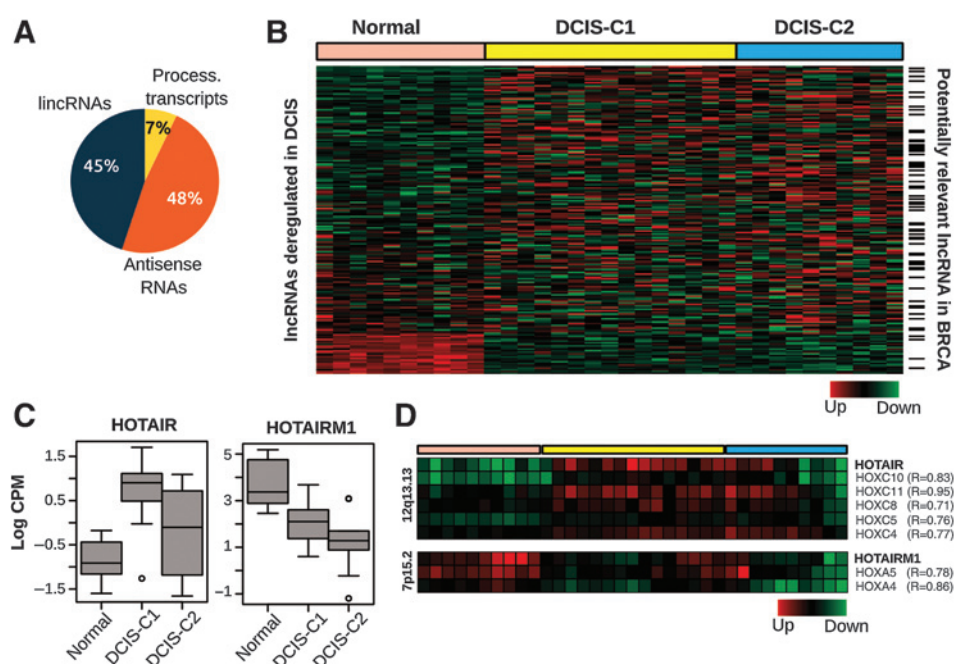 A
Process.
transcripts
lincRNAs
7%
45%
48%
Antisense
RNAs
B
Normal
DCIS-C1
DCIS-C2
lncRNAs deregulated in DCIS
Potentially relevant lncRNA in BRCA
Up
Down
C
HOTAIR
HOTAIRM1
Log CPM
1.5
0.5
−0.5
−1.5
5
3
1
−1
Normal
DCIS-C1
DCIS-C2
Normal
DCIS-C1
DCIS-C2
D
12q13.13
HOTAIR
HOXC10 (R=0.83)
HOXC11 (R=0.95)
HOXC8 (R=0.71)
HOXC5 (R=0.76)
HOXC4 (R=0.77)
7p15.2
HOTAIRM1
HOXA5 (R=0.78)
HOXA4 (R=0.86)
Up
Down